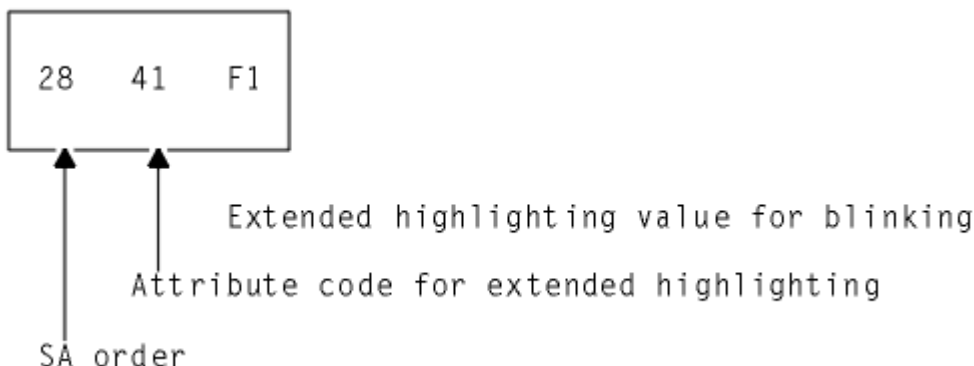 28 41 F1
Extended highlighting value for blinking
Attribute code for extended highlighting
SA order